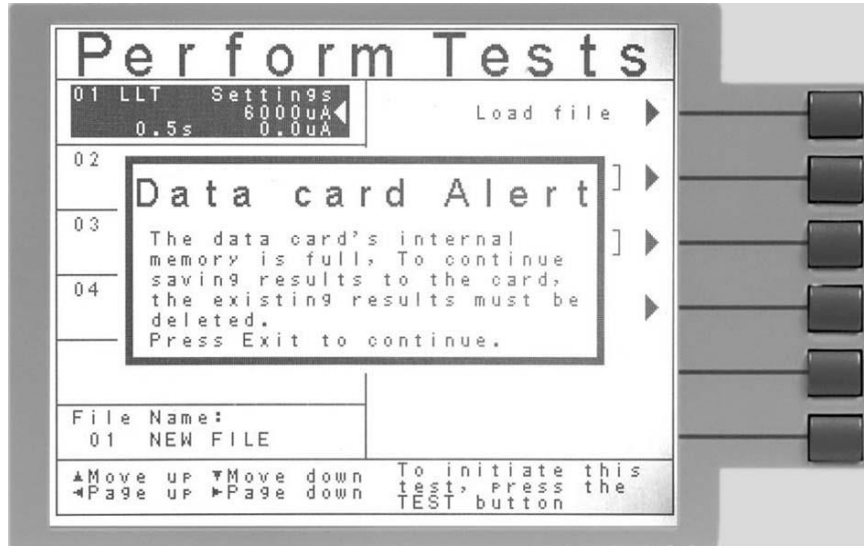 Perform Tests
01 LLT Settings
6000uA
0.5s 0.0uA
Load file
02
]
Data card Alert
03
]
The data card's internal
memory is full, To continue
saving results to the card,
04
the existing results must be
deleted.
Press Exit to continue.
File Name:
01 NEW FILE
▲Move up ▼Move down
◄Page up ►Page down
To initiate this
test, press the
TEST button